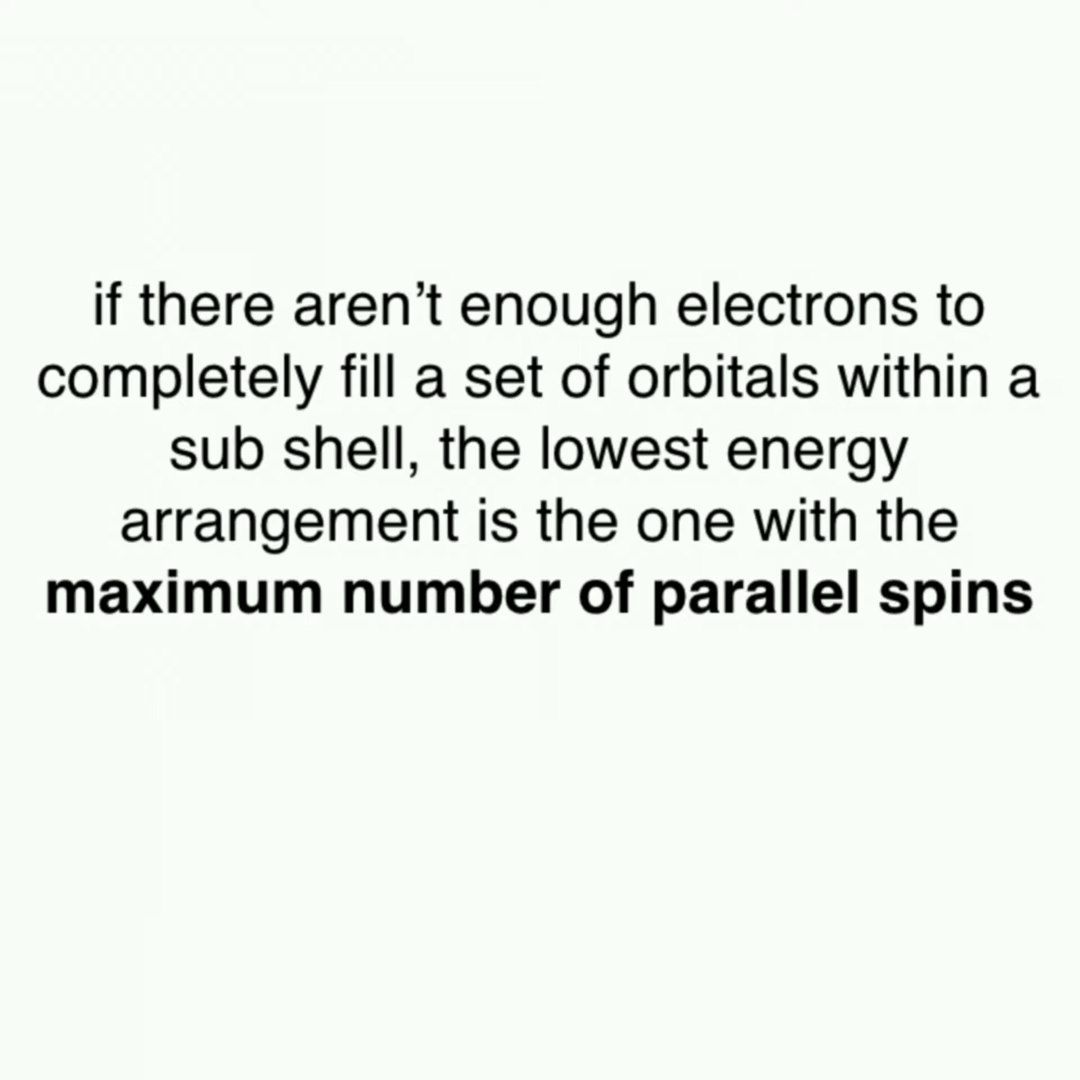 if there aren’t enough electrons to
completely fill a set of orbitals within a
sub shell, the lowest energy
arrangement is the one with the
maximum number of parallel spins